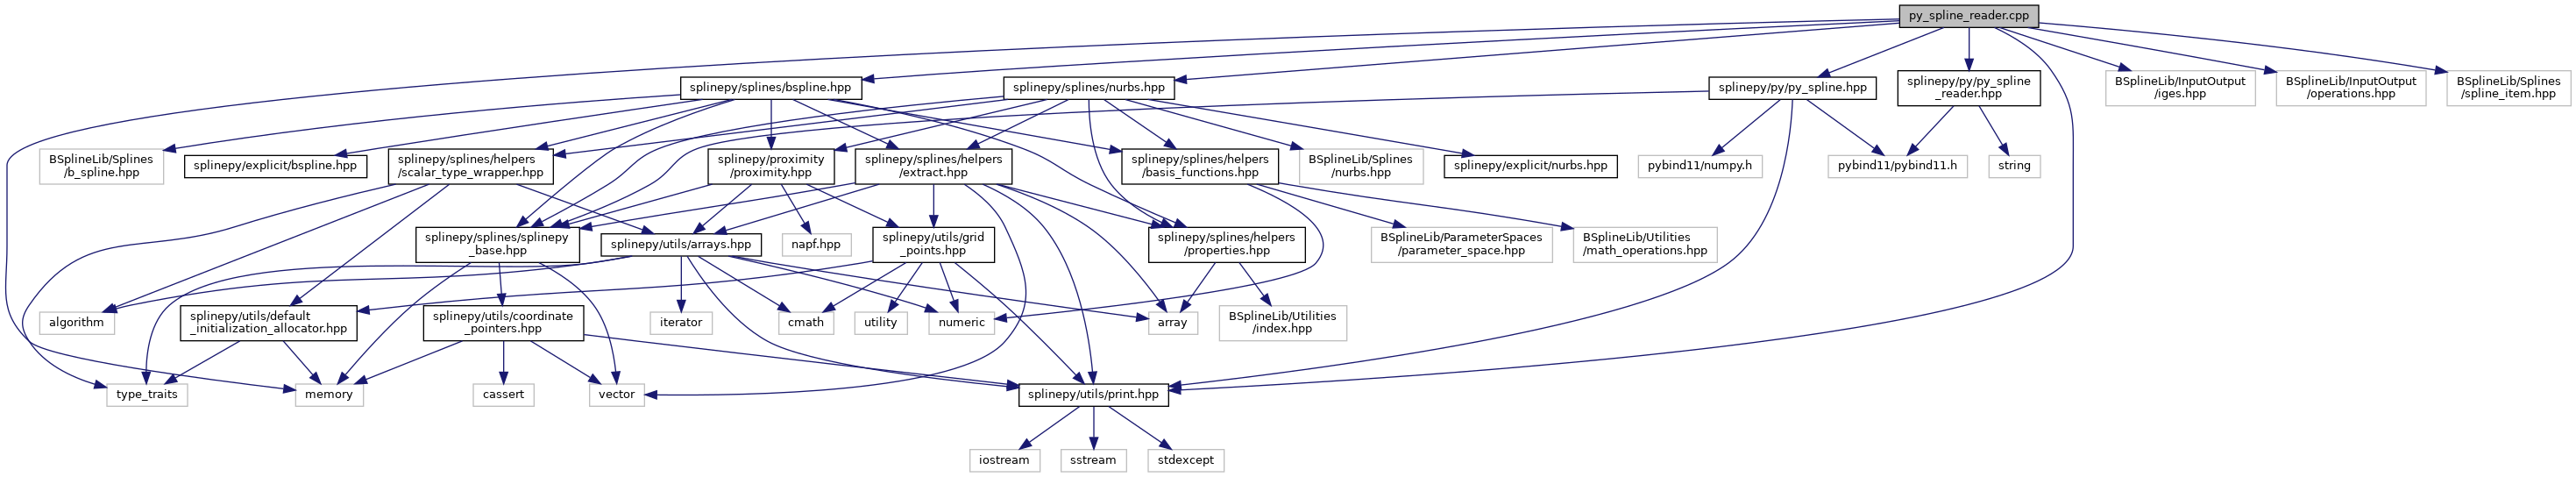 py_spline_reader.cpp
splinepy/splines/bspline.hpp
splinepy/splines/nurbs.hpp
splinepy/py/py_spline.hpp
splinepy/py/py_spline
_reader.hpp
BSplineLib/InputOutput
/iges.hpp
BSplineLib/InputOutput
/operations.hpp
BSplineLib/Splines
/spline_item.hpp
BSplineLib/Splines
/b_spline.hpp
splinepy/explicit/bspline.hpp
splinepy/splines/helpers
/scalar_type_wrapper.hpp
splinepy/proximity
/proximity.hpp
splinepy/splines/helpers
/extract.hpp
splinepy/splines/helpers
/basis_functions.hpp
BSplineLib/Splines
/nurbs.hpp
splinepy/explicit/nurbs.hpp
pybind11/numpy.h
pybind11/pybind11.h
string
splinepy/splines/splinepy
_base.hpp
splinepy/utils/arrays.hpp
napf.hpp
splinepy/utils/grid
_points.hpp
splinepy/splines/helpers
/properties.hpp
BSplineLib/ParameterSpaces
/parameter_space.hpp
BSplineLib/Utilities
/math_operations.hpp
algorithm
splinepy/utils/default
_initialization_allocator.hpp
splinepy/utils/coordinate
_pointers.hpp
iterator
cmath
utility
numeric
array
BSplineLib/Utilities
/index.hpp
type_traits
memory
cassert
vector
splinepy/utils/print.hpp
iostream
sstream
stdexcept